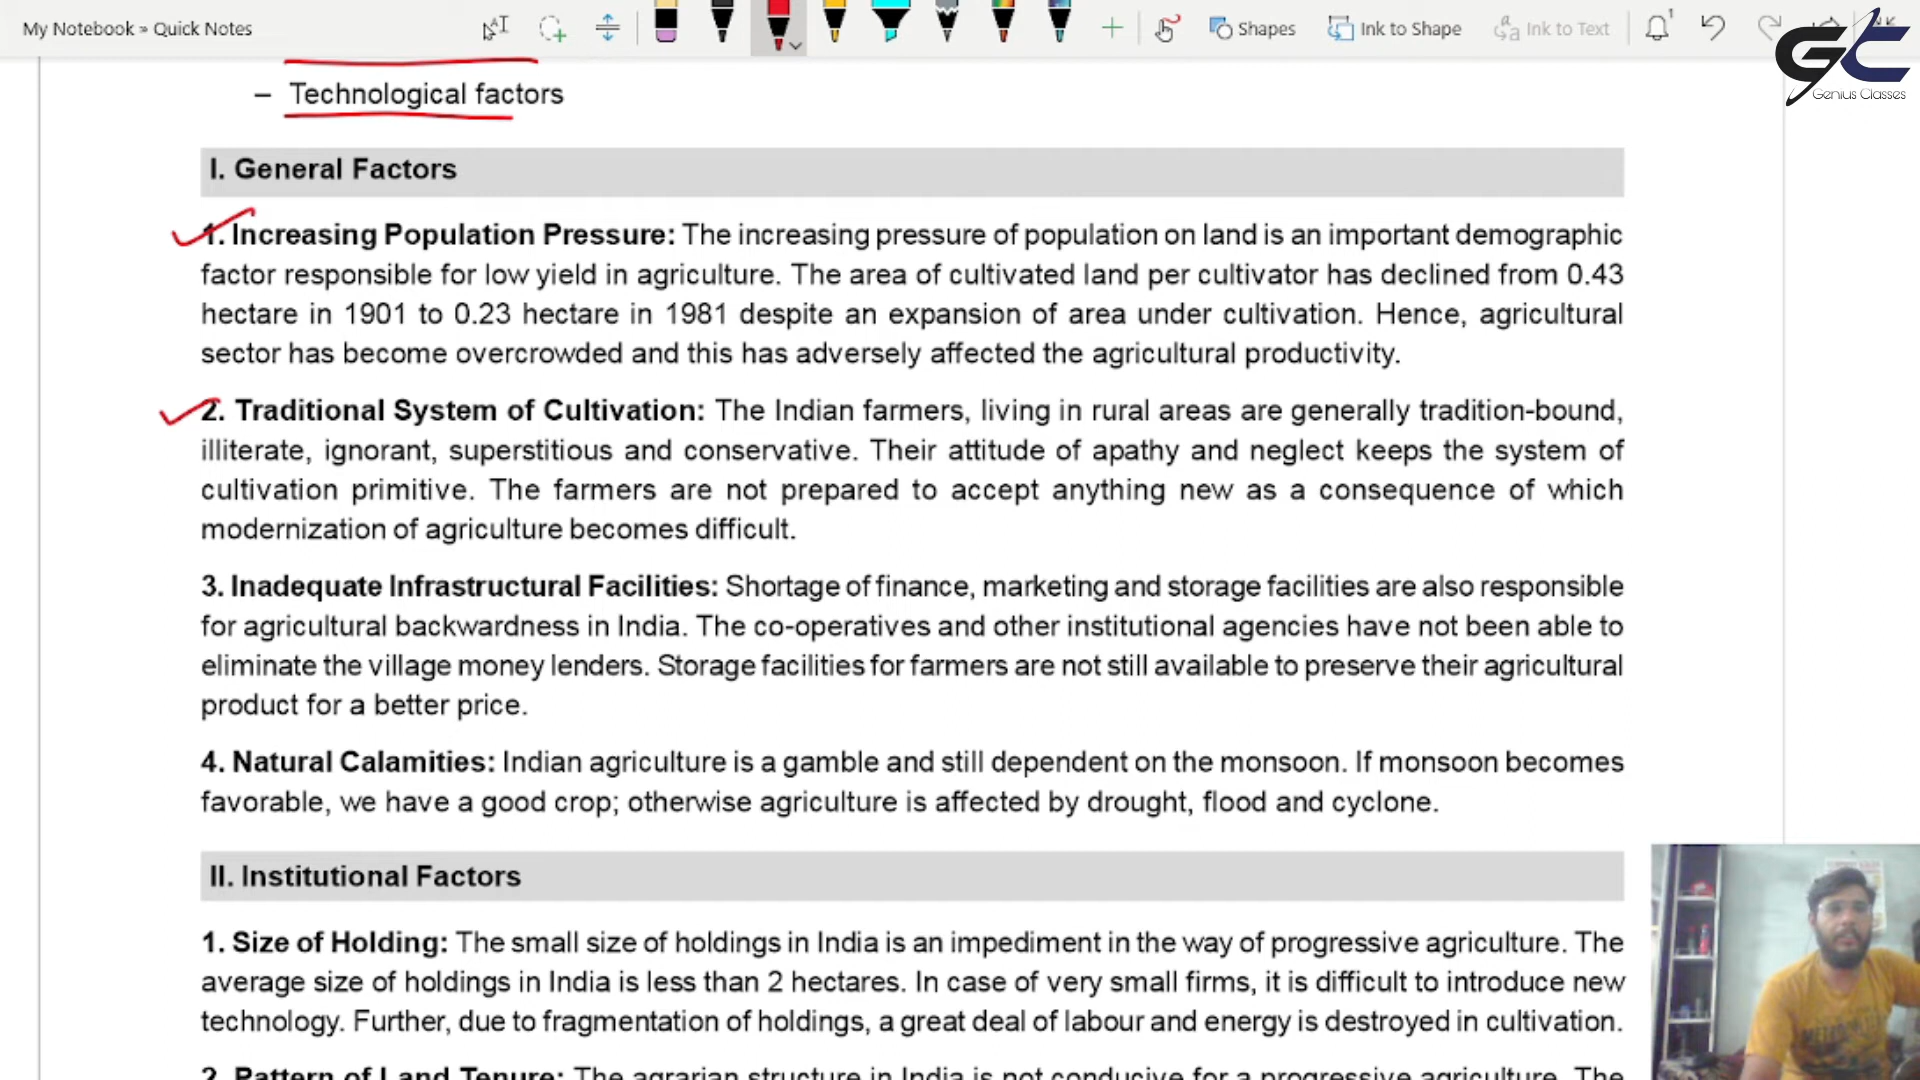 My Notebook » Quick Notes
Shapes
Ink to Shape
Ink to Text
GC
Genius Classes
– Technological factors
I. General Factors
1. Increasing Population Pressure: The increasing pressure of population on land is an important demographic
factor responsible for low yield in agriculture. The area of cultivated land per cultivator has declined from 0.43
hectare in 1901 to 0.23 hectare in 1981 despite an expansion of area under cultivation. Hence, agricultural
sector has become overcrowded and this has adversely affected the agricultural productivity.
2. Traditional System of Cultivation: The Indian farmers, living in rural areas are generally tradition-bound,
illiterate, ignorant, superstitious and conservative. Their attitude of apathy and neglect keeps the system of
cultivation primitive. The farmers are not prepared to accept anything new as a consequence of which
modernization of agriculture becomes difficult.
3. Inadequate Infrastructural Facilities: Shortage of finance, marketing and storage facilities are also responsible
for agricultural backwardness in India. The co-operatives and other institutional agencies have not been able to
eliminate the village money lenders. Storage facilities for farmers are not still available to preserve their agricultural
product for a better price.
4. Natural Calamities: Indian agriculture is a gamble and still dependent on the monsoon. If monsoon becomes
favorable, we have a good crop; otherwise agriculture is affected by drought, flood and cyclone.
II. Institutional Factors
1. Size of Holding: The small size of holdings in India is an impediment in the way of progressive agriculture. The
average size of holdings in India is less than 2 hectares. In case of very small firms, it is difficult to introduce new
technology. Further, due to fragmentation of holdings, a great deal of labour and energy is destroyed in cultivation.
2. Pattern of Land Tenure: The agrarian structure in India is not conducive for a progressive agriculture. The